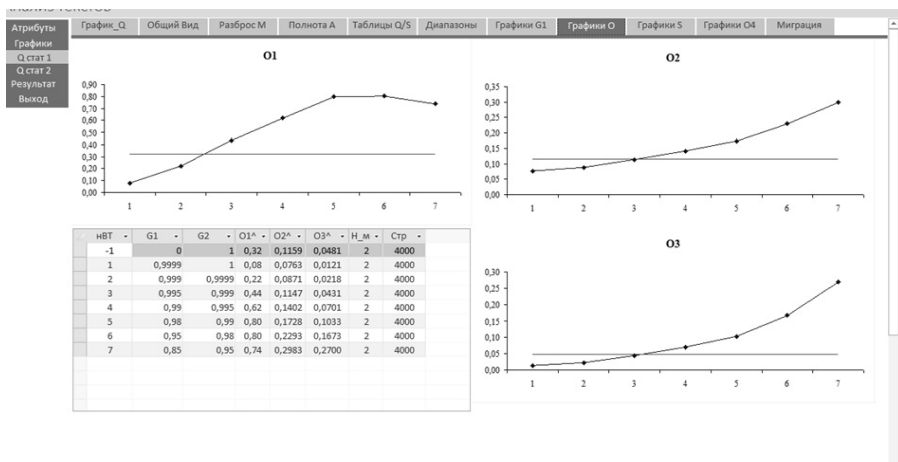 Атрибуты
Графики
Q стат 1
Q стат 2
Результат
Выход
График_Q Общий Вид Разброс М Полнота А Таблицы Q/S Диапазоны Графики G1 Графики О Графики S Графики О4 Миграция
О1
0,90
0,80
0,70
0,60
0,50
0,40
0,30
0,20
0,10
0,00
1 2 3 4 5 6 7
О2
0,35
0,30
0,25
0,20
0,15
0,10
0,05
0,00
1 2 3 4 5 6 7
нВТ G1 G2 О1^ О2^ О3^ Н_м Стр
-1 0 1 0,32 0,1159 0,0481 2 4000
1 0,9999 1 0,08 0,0763 0,0121 2 4000
2 0,999 0,9999 0,22 0,0871 0,0218 2 4000
3 0,995 0,999 0,44 0,1147 0,0431 2 4000
4 0,99 0,995 0,62 0,1402 0,0701 2 4000
5 0,98 0,99 0,80 0,1728 0,1033 2 4000
6 0,95 0,98 0,80 0,2293 0,1673 2 4000
7 0,85 0,95 0,74 0,2983 0,2700 2 4000
О3
0,30
0,25
0,20
0,15
0,10
0,05
0,00
1 2 3 4 5 6 7